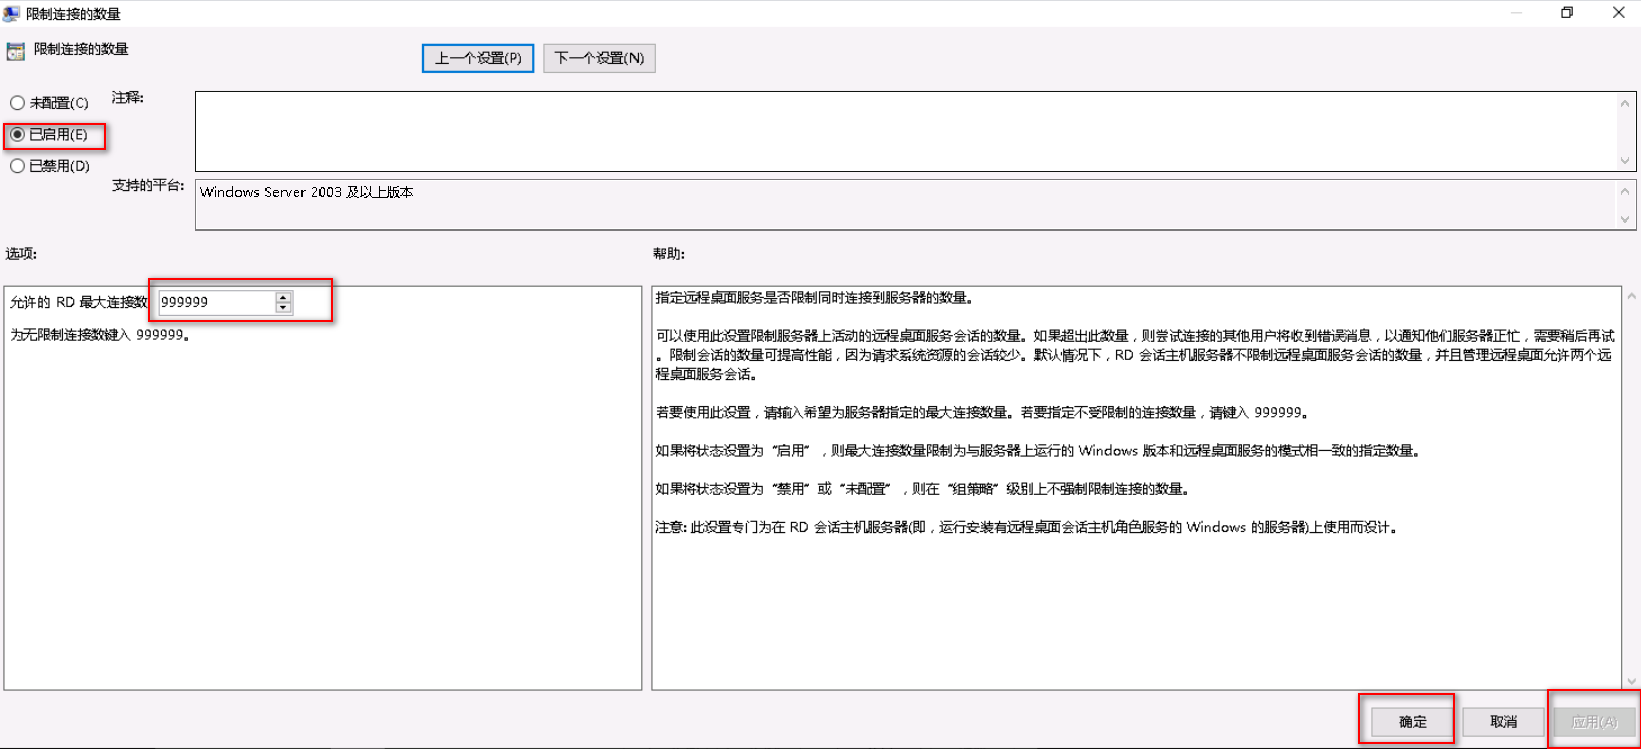 限制连接的数量
限制连接的数量
上一个设置(P)
下一个设置(N)
未配置(C)
注释:
已启用(E)
已禁用(D)
支持的平台:
Windows Server 2003 及以上版本
选项:
帮助:
允许的 RD 最大连接数
999999
为无限制连接数键入 999999。
指定远程桌面服务是否限制同时连接到服务器的数量。
可以使用此设置限制服务器上活动的远程桌面服务会话的数量。如果超出此数量，则尝试连接的其他用户将收到错误消息，以通知他们服务器正忙，需要稍后再试
。限制会话的数量可提高性能，因为请求系统资源的会话较少。默认情况下，RD 会话主机服务器不限制远程桌面服务会话的数量，并且管理远程桌面允许两个远
程桌面服务会话。
若要使用此设置，请输入希望为服务器指定的最大连接数量。若要指定不受限制的连接数量，请键入 999999。
如果将状态设置为“启用”，则最大连接数量限制为与服务器上运行的 Windows 版本和远程桌面服务的模式相一致的指定数量。
如果将状态设置为“禁用”或“未配置”，则在“组策略”级别上不强制限制连接的数量。
注意: 此设置专门为在 RD 会话主机服务器(即，运行安装有远程桌面会话主机角色服务的 Windows 的服务器)上使用而设计。
确定
取消
应用(A)